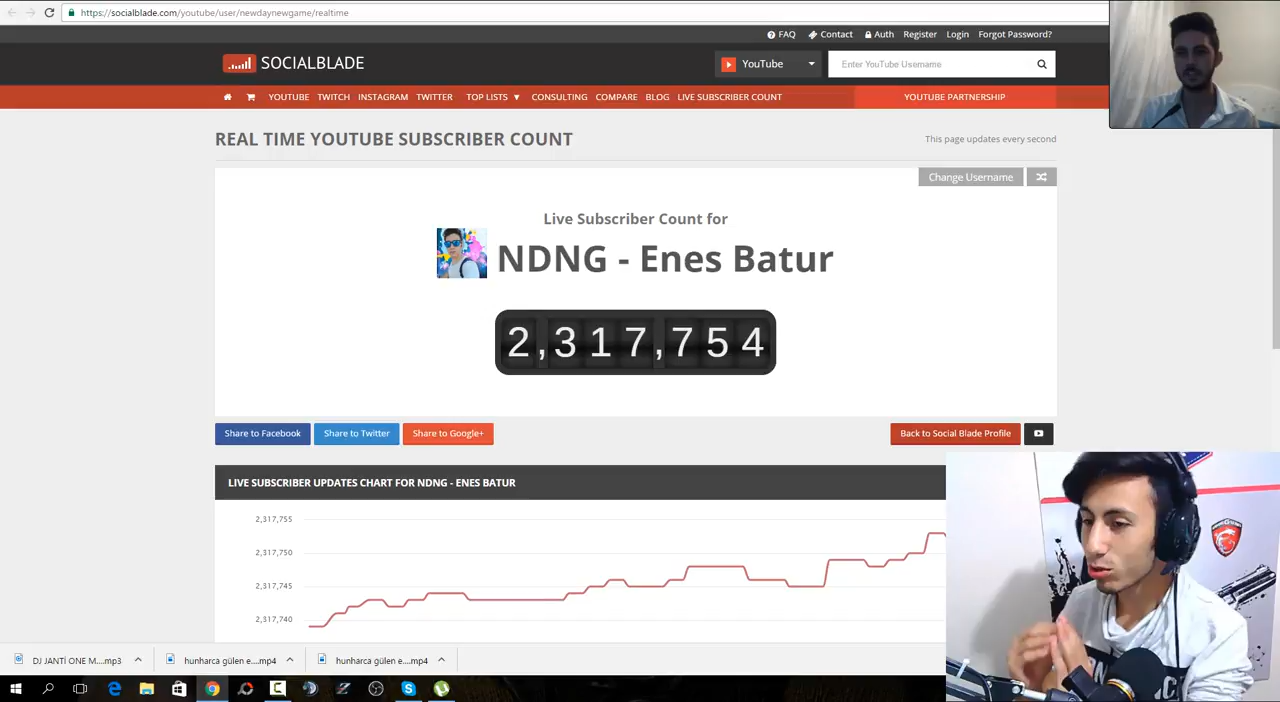 https://socialblade.com/youtube/user/newdaynewgame/realtime
FAQ Contact Auth Register Login Forgot Password?
SOCIALBLADE
YouTube
Enter YouTube Username
YOUTUBE TWITCH INSTAGRAM TWITTER TOP LISTS CONSULTING COMPARE BLOG LIVE SUBSCRIBER COUNT YOUTUBE PARTNERSHIP
REAL TIME YOUTUBE SUBSCRIBER COUNT
This page updates every second
Change Username
Live Subscriber Count for
NDNG - Enes Batur
2,317,754
Share to Facebook
Share to Twitter
Share to Google+
Back to Social Blade Profile
LIVE SUBSCRIBER UPDATES CHART FOR NDNG - ENES BATUR
2,317,755
2,317,750
2,317,745
2,317,740
DJ JANTİ ONE M....mp3
hunharca gülen e....mp4
hunharca gülen e....mp4